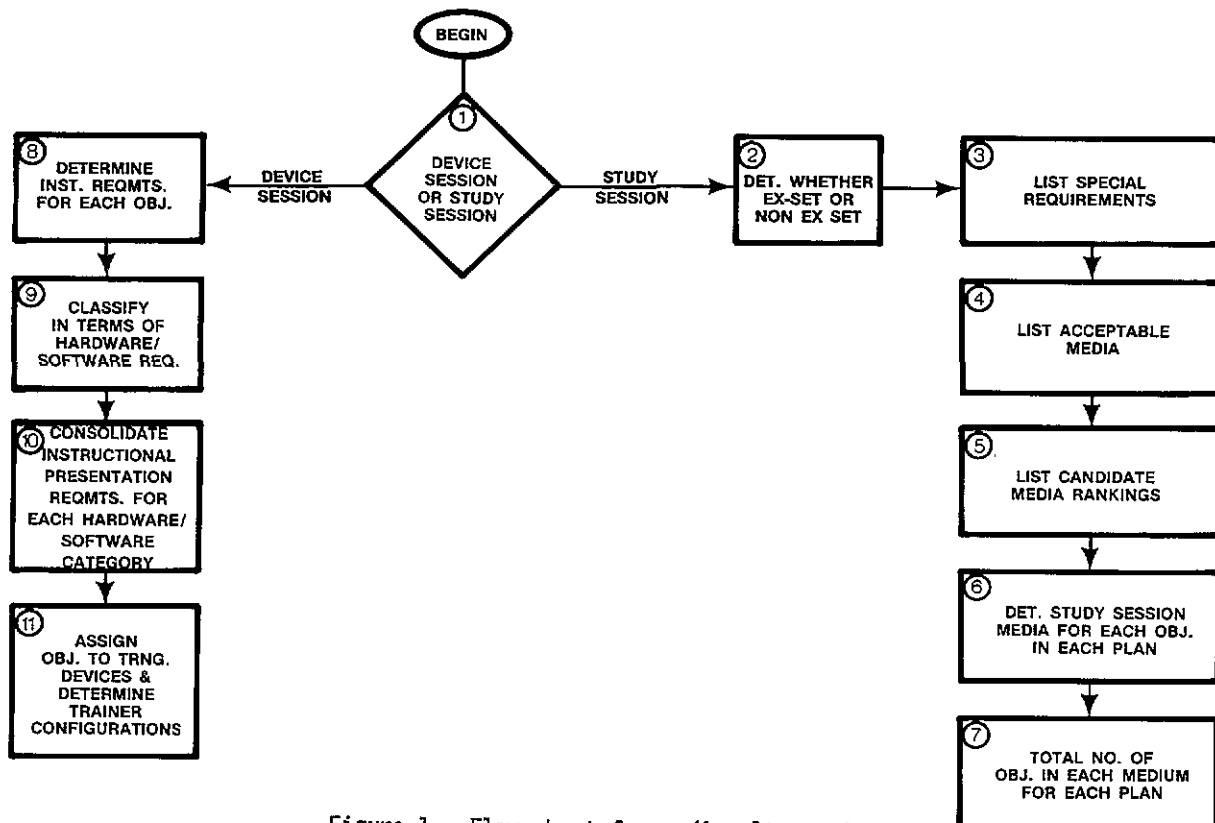 BEGIN
①
DEVICE
SESSION
OR STUDY
SESSION
DEVICE
SESSION
STUDY
SESSION
②
DET. WHETHER
EX-SET OR
NON EX SET
③
LIST SPECIAL
REQUIREMENTS
④
LIST ACCEPTABLE
MEDIA
⑤
LIST CANDIDATE
MEDIA RANKINGS
⑥
DET. STUDY SESSION
MEDIA FOR EACH OBJ.
IN EACH PLAN
⑦
TOTAL NO. OF
OBJ. IN EACH MEDIUM
FOR EACH PLAN
⑧
DETERMINE
INST. REQMTS.
FOR EACH OBJ.
⑨
CLASSIFY
IN TERMS OF
HARDWARE/
SOFTWARE REQ.
⑩
CONSOLIDATE
INSTRUCTIONAL
PRESENTATION
REQMTS. FOR
EACH HARDWARE/
SOFTWARE
CATEGORY
⑪
ASSIGN
OBJ. TO TRNG.
DEVICES &
DETERMINE
TRAINER
CONFIGURATIONS
Figure 1. Flow